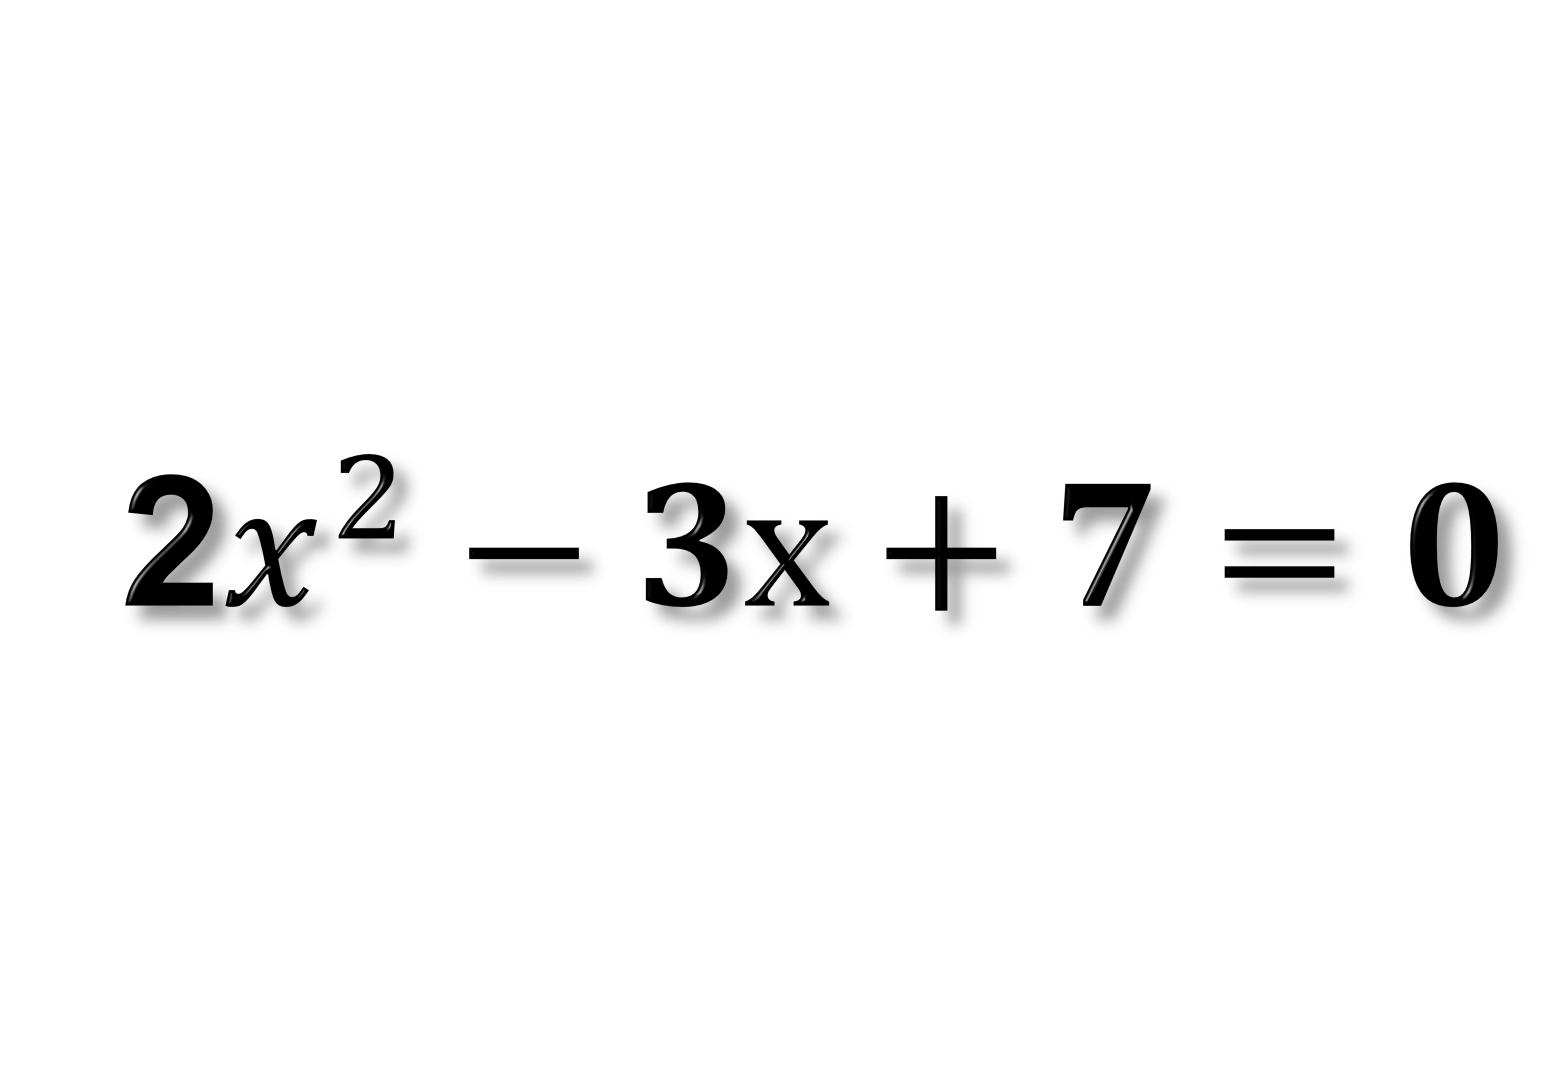 2x² − 3x + 7 = 0